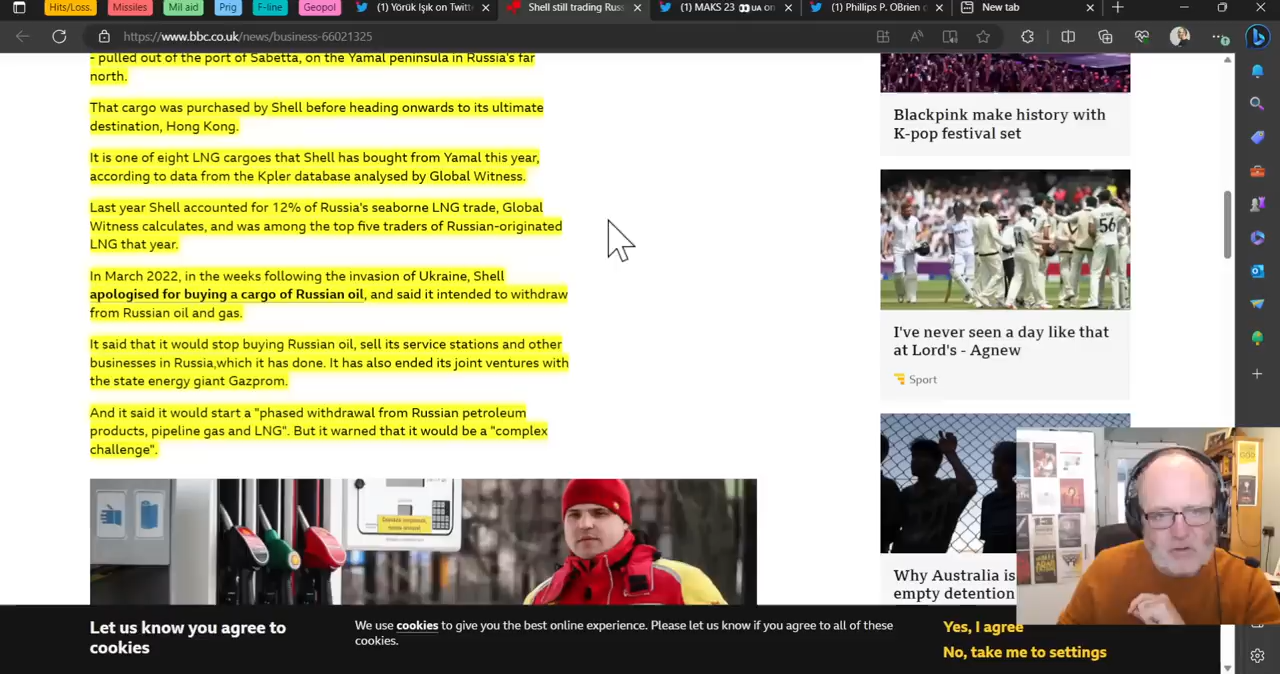 Hits/Loss.
Missiles
Mil aid
Prig
F-line
Geopol
(1) Yorük Işık on Twitte
Shell still trading Russ
(1) MAKS 23 UA on
(1) Phillips P. OBrien
New tab
https://www.bbc.co.uk/news/business-66021325
- pulled out of the port of Sabetta, on the Yamal peninsula in Russia's far
north.
That cargo was purchased by Shell before heading onwards to its ultimate
destination, Hong Kong.
It is one of eight LNG cargoes that Shell has bought from Yamal this year,
according to data from the Kpler database analysed by Global Witness.
Last year Shell accounted for 12% of Russia's seaborne LNG trade, Global
Witness calculates, and was among the top five traders of Russian-originated
LNG that year.
In March 2022, in the weeks following the invasion of Ukraine, Shell
apologised for buying a cargo of Russian oil, and said it intended to withdraw
from Russian oil and gas.
It said that it would stop buying Russian oil, sell its service stations and other
businesses in Russia,which it has done. It has also ended its joint ventures with
the state energy giant Gazprom.
And it said it would start a "phased withdrawal from Russian petroleum
products, pipeline gas and LNG". But it warned that it would be a "complex
challenge".
Blackpink make history with
K-pop festival set
56
I've never seen a day like that
at Lord's - Agnew
Sport
Why Australia is
empty detention
Let us know you agree to
cookies
We use cookies to give you the best online experience. Please let us know if you agree to all of these
cookies.
Yes, I agree
No, take me to settings